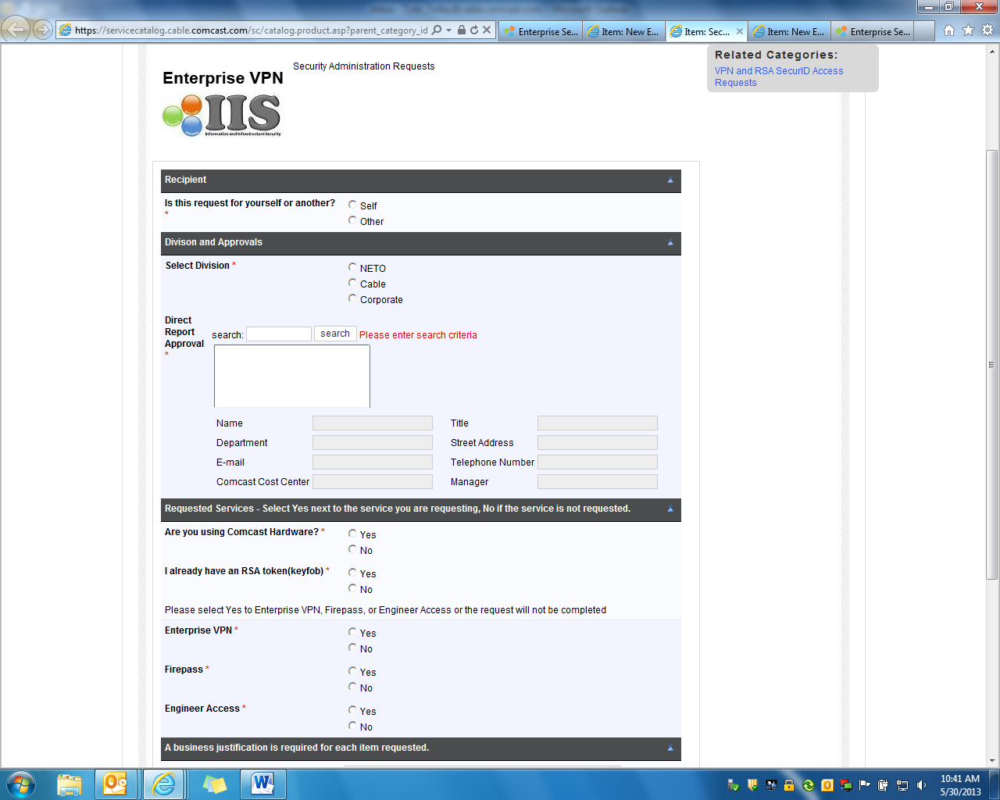 https://servicecatalog.cable.comcast.com/sc/catalog.product.asp?parent_category_id
Enterprise Se...
Item: New E...
Item: Sec...
Item: New E...
Enterprise Se...
Enterprise VPN
Security Administration Requests
IIS
Information and Infrastructure Security
Related Categories:
VPN and RSA SecurID Access
Requests
Recipient
Is this request for yourself or another?
*
Self
Other
Divison and Approvals
Select Division *
NETO
Cable
Corporate
Direct
Report
Approval
*
search: search Please enter search criteria
Name Title
Department Street Address
E-mail Telephone Number
Comcast Cost Center Manager
Requested Services - Select Yes next to the service you are requesting, No if the service is not requested.
Are you using Comcast Hardware? *
Yes
No
I already have an RSA token(keyfob) *
Yes
No
Please select Yes to Enterprise VPN, Firepass, or Engineer Access or the request will not be completed
Enterprise VPN *
Yes
No
Firepass *
Yes
No
Engineer Access *
Yes
No
A business justification is required for each item requested.
10:41 AM
5/30/2013